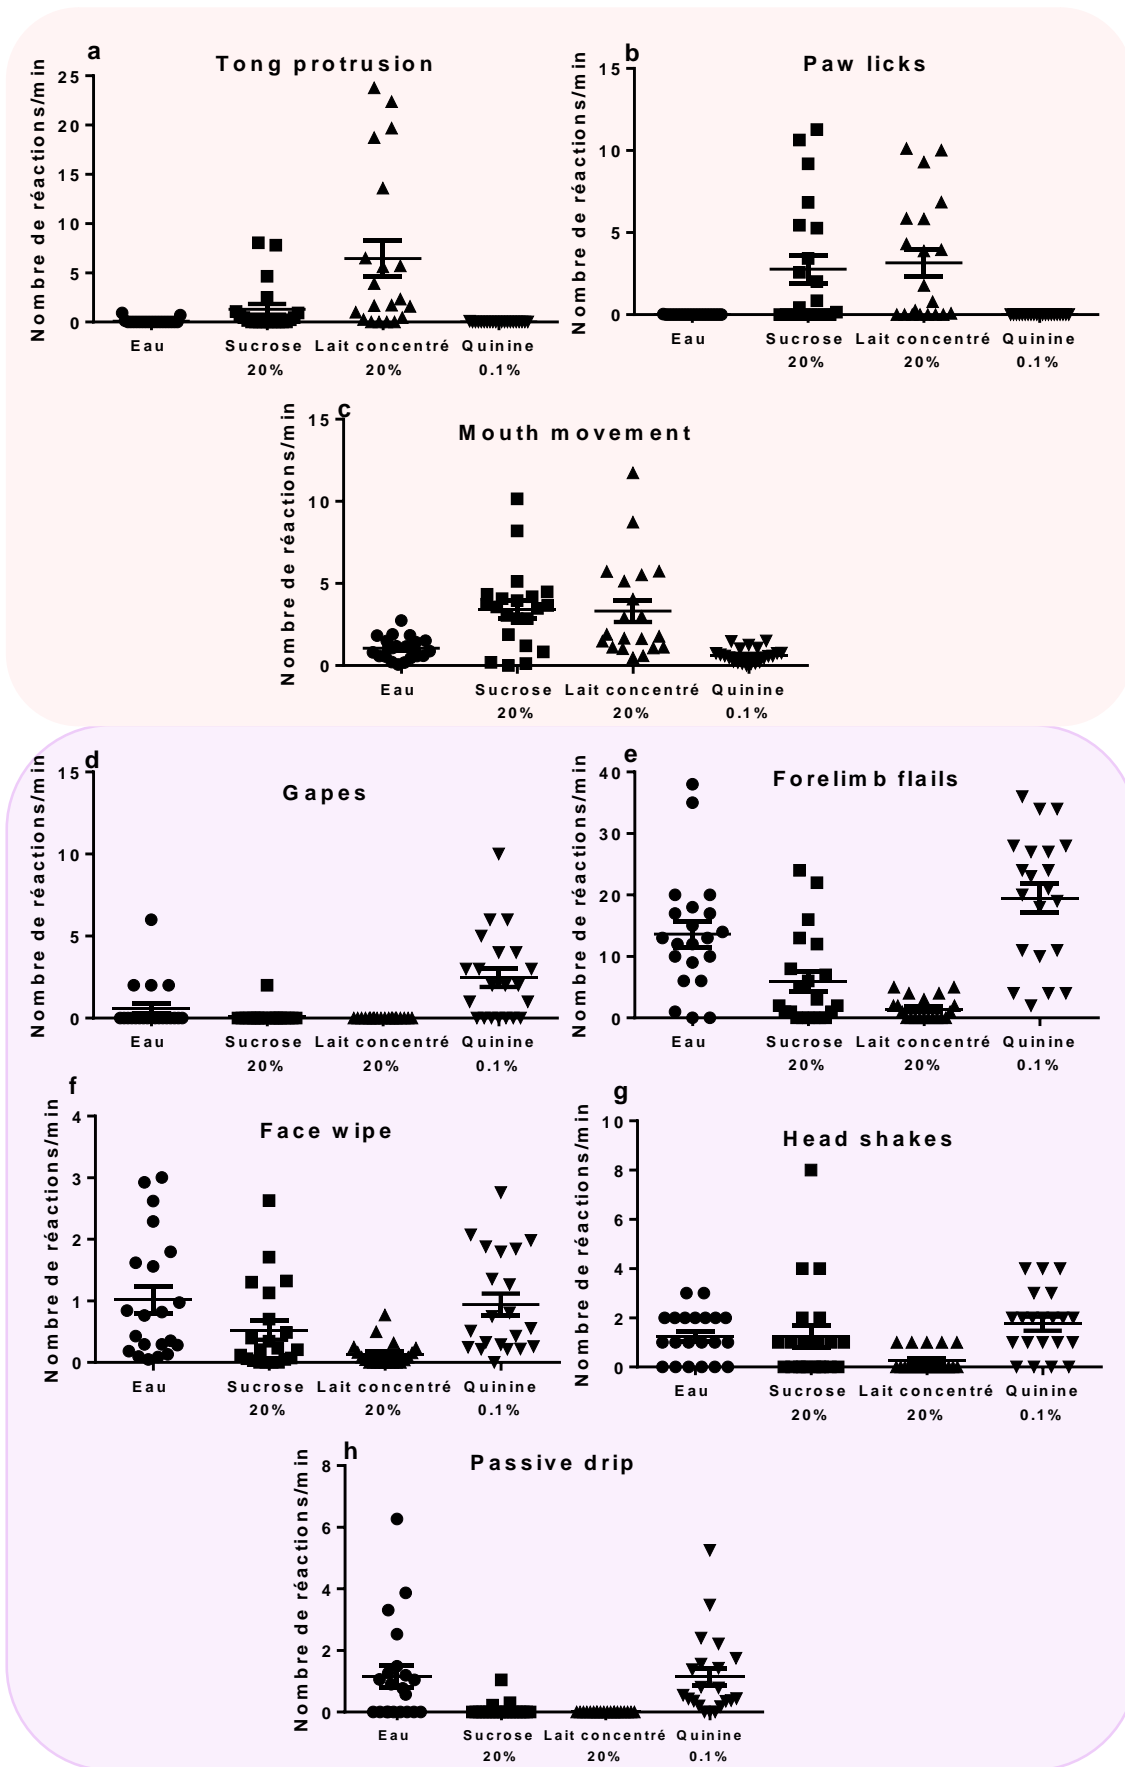 a
Tong protrusion
Nombre de réactions/min
25
20
15
10
5
0
Eau Sucrose Lait concentré Quinine
20% 20% 0.1%
b
Paw licks
Nombre de réactions/min
15
10
5
0
Eau Sucrose Lait concentré Quinine
20% 20% 0.1%
c
Mouth movement
Nombre de réactions/min
15
10
5
0
Eau Sucrose Lait concentré Quinine
20% 20% 0.1%
d
Gapes
Nombre de réactions/min
15
10
5
0
Eau Sucrose Lait concentré Quinine
20% 20% 0.1%
e
Forelimb flails
Nombre de réactions/min
40
30
20
10
0
Eau Sucrose Lait concentré Quinine
20% 20% 0.1%
f
Face wipe
Nombre de réactions/min
4
3
2
1
0
Eau Sucrose Lait concentré Quinine
20% 20% 0.1%
g
Head shakes
Nombre de réactions/min
10
8
6
4
2
0
Eau Sucrose Lait concentré Quinine
20% 20% 0.1%
h
Passive drip
Nombre de réactions/min
8
6
4
2
0
Eau Sucrose Lait concentré Quinine
20% 20% 0.1%